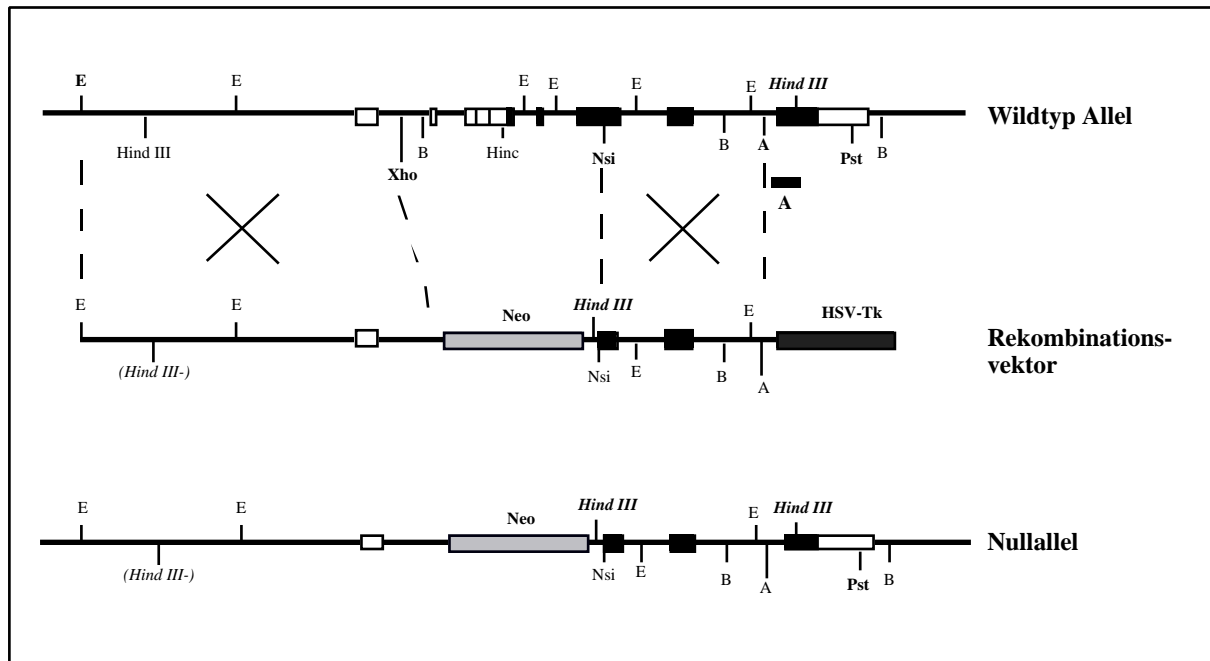 E E E E E E Hind III
Wildtyp Allel
Hind III Xho B Hinc Nsi B A Pst B
A
E E Neo Hind III E HSV-Tk
Rekombinations-
vektor
(Hind III-) Nsi E B A
E E Neo Hind III E Hind III
Nullallel
(Hind III-) Nsi E B A Pst B